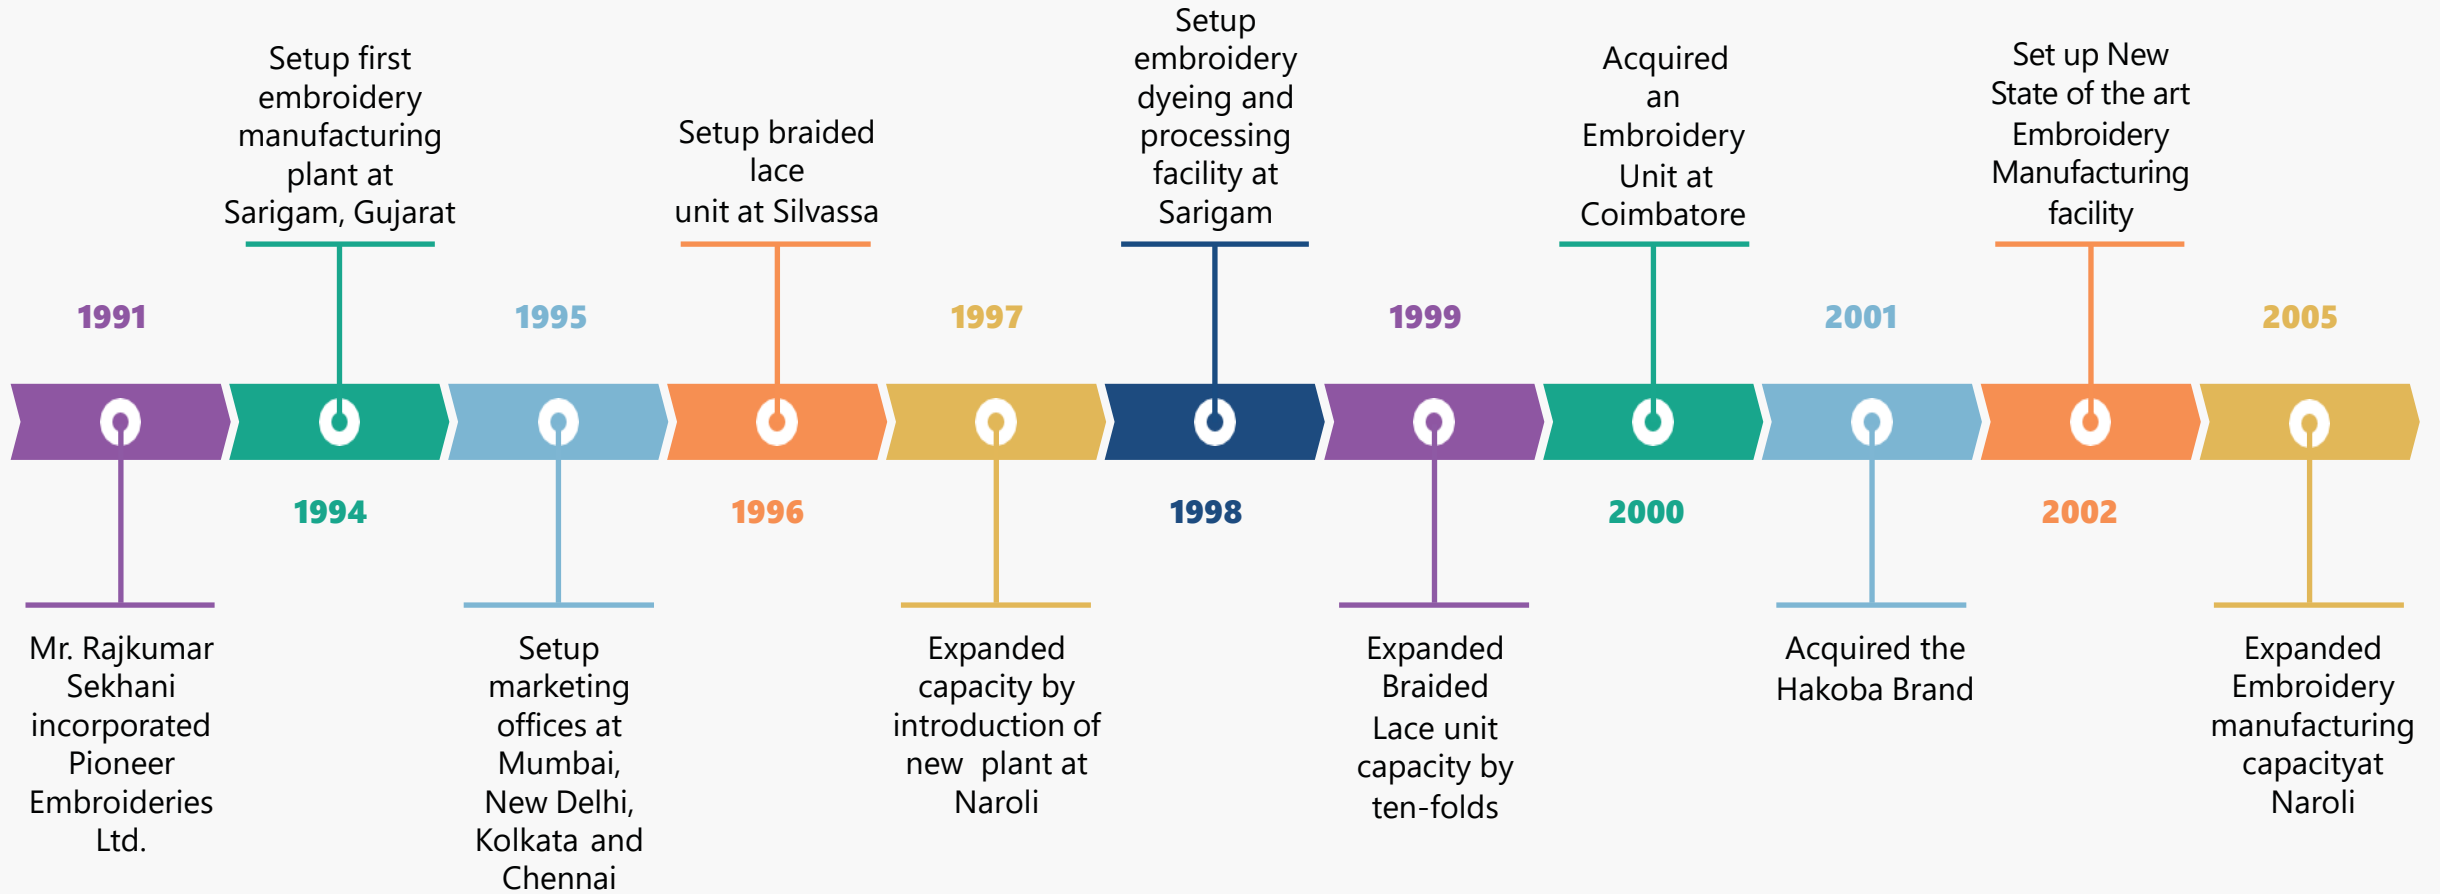 1991
Mr. Rajkumar
Sekhani
incorporated
Pioneer
Embroideries
Ltd.
Setup first
embroidery
manufacturing
plant at
Sarigam, Gujarat
1994
1995
Setup
marketing
offices at
Mumbai,
New Delhi,
Kolkata and
Chennai
Setup braided
lace
unit at Silvassa
1996
1997
Expanded
capacity by
introduction of
new plant at
Naroli
Setup
embroidery
dyeing and
processing
facility at
Sarigam
1998
1999
Expanded
Braided
Lace unit
capacity by
ten-folds
Acquired
an
Embroidery
Unit at
Coimbatore
2000
2001
Acquired the
Hakoba Brand
Set up New
State of the art
Embroidery
Manufacturing
facility
2002
2005
Expanded
Embroidery
manufacturing
capacityat
Naroli